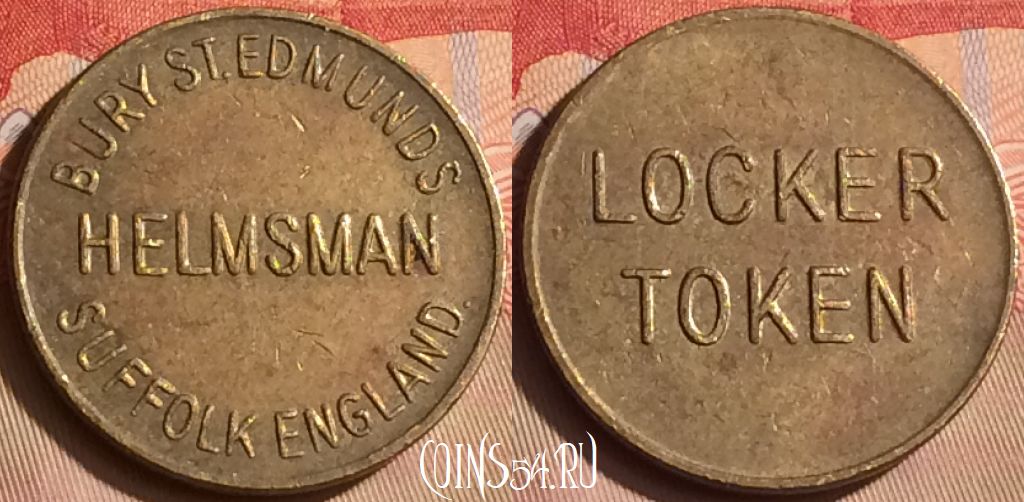 BURY ST. EDMUNDS
HELMSMAN
SUFFOLK ENGLAND.
LOCKER
TOKEN
COINS54.RU